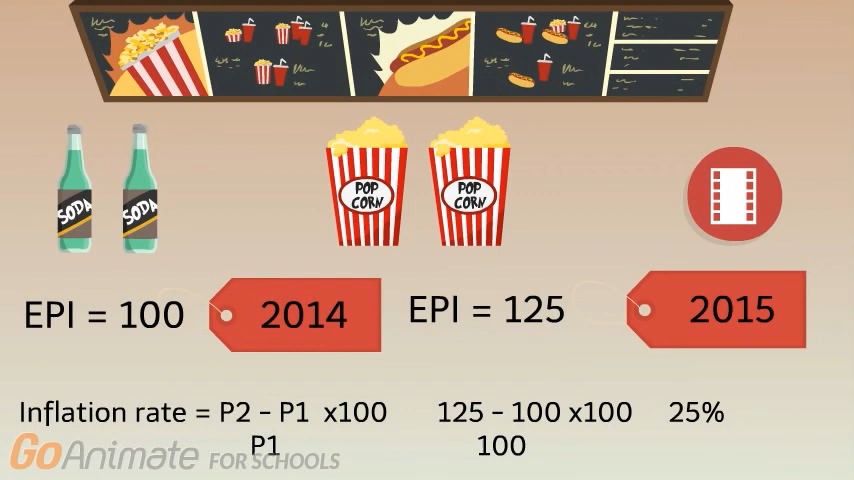 SODA SODA
POP CORN POP CORN
EPI = 100 2014 EPI = 125 2015
Inflation rate = P2 - P1 x100 125 - 100 x100 25%
P1 100
GoAnimate FOR SCHOOLS